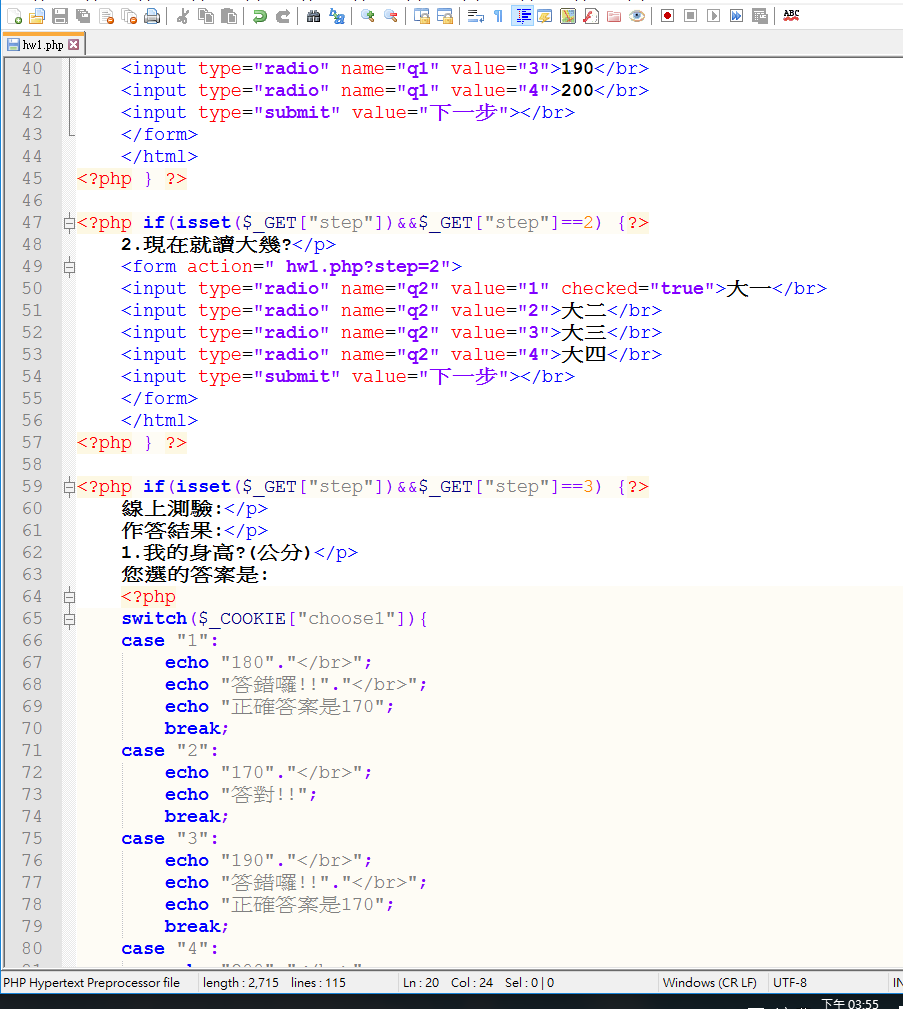 hw1.php
40 <input type="radio" name="q1" value="3">190</br>
41 <input type="radio" name="q1" value="4">200</br>
42 <input type="submit" value="下一步"></br>
43 </form>
44 </html>
45 <?php } ?>
46
47 <?php if(isset($_GET["step"])&&$_GET["step"]==2) {?>
48 2.現在就讀大幾?</p>
49 <form action=" hw1.php?step=2">
50 <input type="radio" name="q2" value="1" checked="true">大一</br>
51 <input type="radio" name="q2" value="2">大二</br>
52 <input type="radio" name="q2" value="3">大三</br>
53 <input type="radio" name="q2" value="4">大四</br>
54 <input type="submit" value="下一步"></br>
55 </form>
56 </html>
57 <?php } ?>
58
59 <?php if(isset($_GET["step"])&&$_GET["step"]==3) {?>
60 線上測驗:</p>
61 作答結果:</p>
62 1.我的身高?(公分)</p>
63 您選的答案是:
64 <?php
65 switch($_COOKIE["choose1"]){
66 case "1":
67 echo "180"."</br>";
68 echo "答錯囉!!"."</br>";
69 echo "正確答案是170";
70 break;
71 case "2":
72 echo "170"."</br>";
73 echo "答對!!";
74 break;
75 case "3":
76 echo "190"."</br>";
77 echo "答錯囉!!"."</br>";
78 echo "正確答案是170";
79 break;
80 case "4":
PHP Hypertext Preprocessor file length : 2,715 lines : 115 Ln : 20 Col : 24 Sel : 0 | 0 Windows (CR LF) UTF-8 IN
下午 03:55